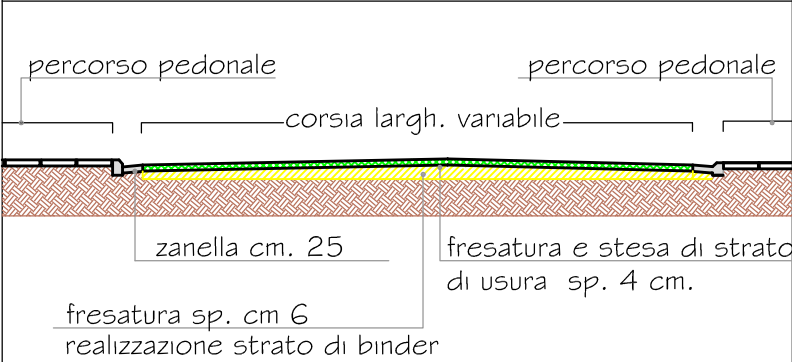 percorso pedonale
percorso pedonale
corsia largh. variabile
zanella cm. 25
fresatura e stesa di strato
di usura sp. 4 cm.
fresatura sp. cm 6
realizzazione strato di binder